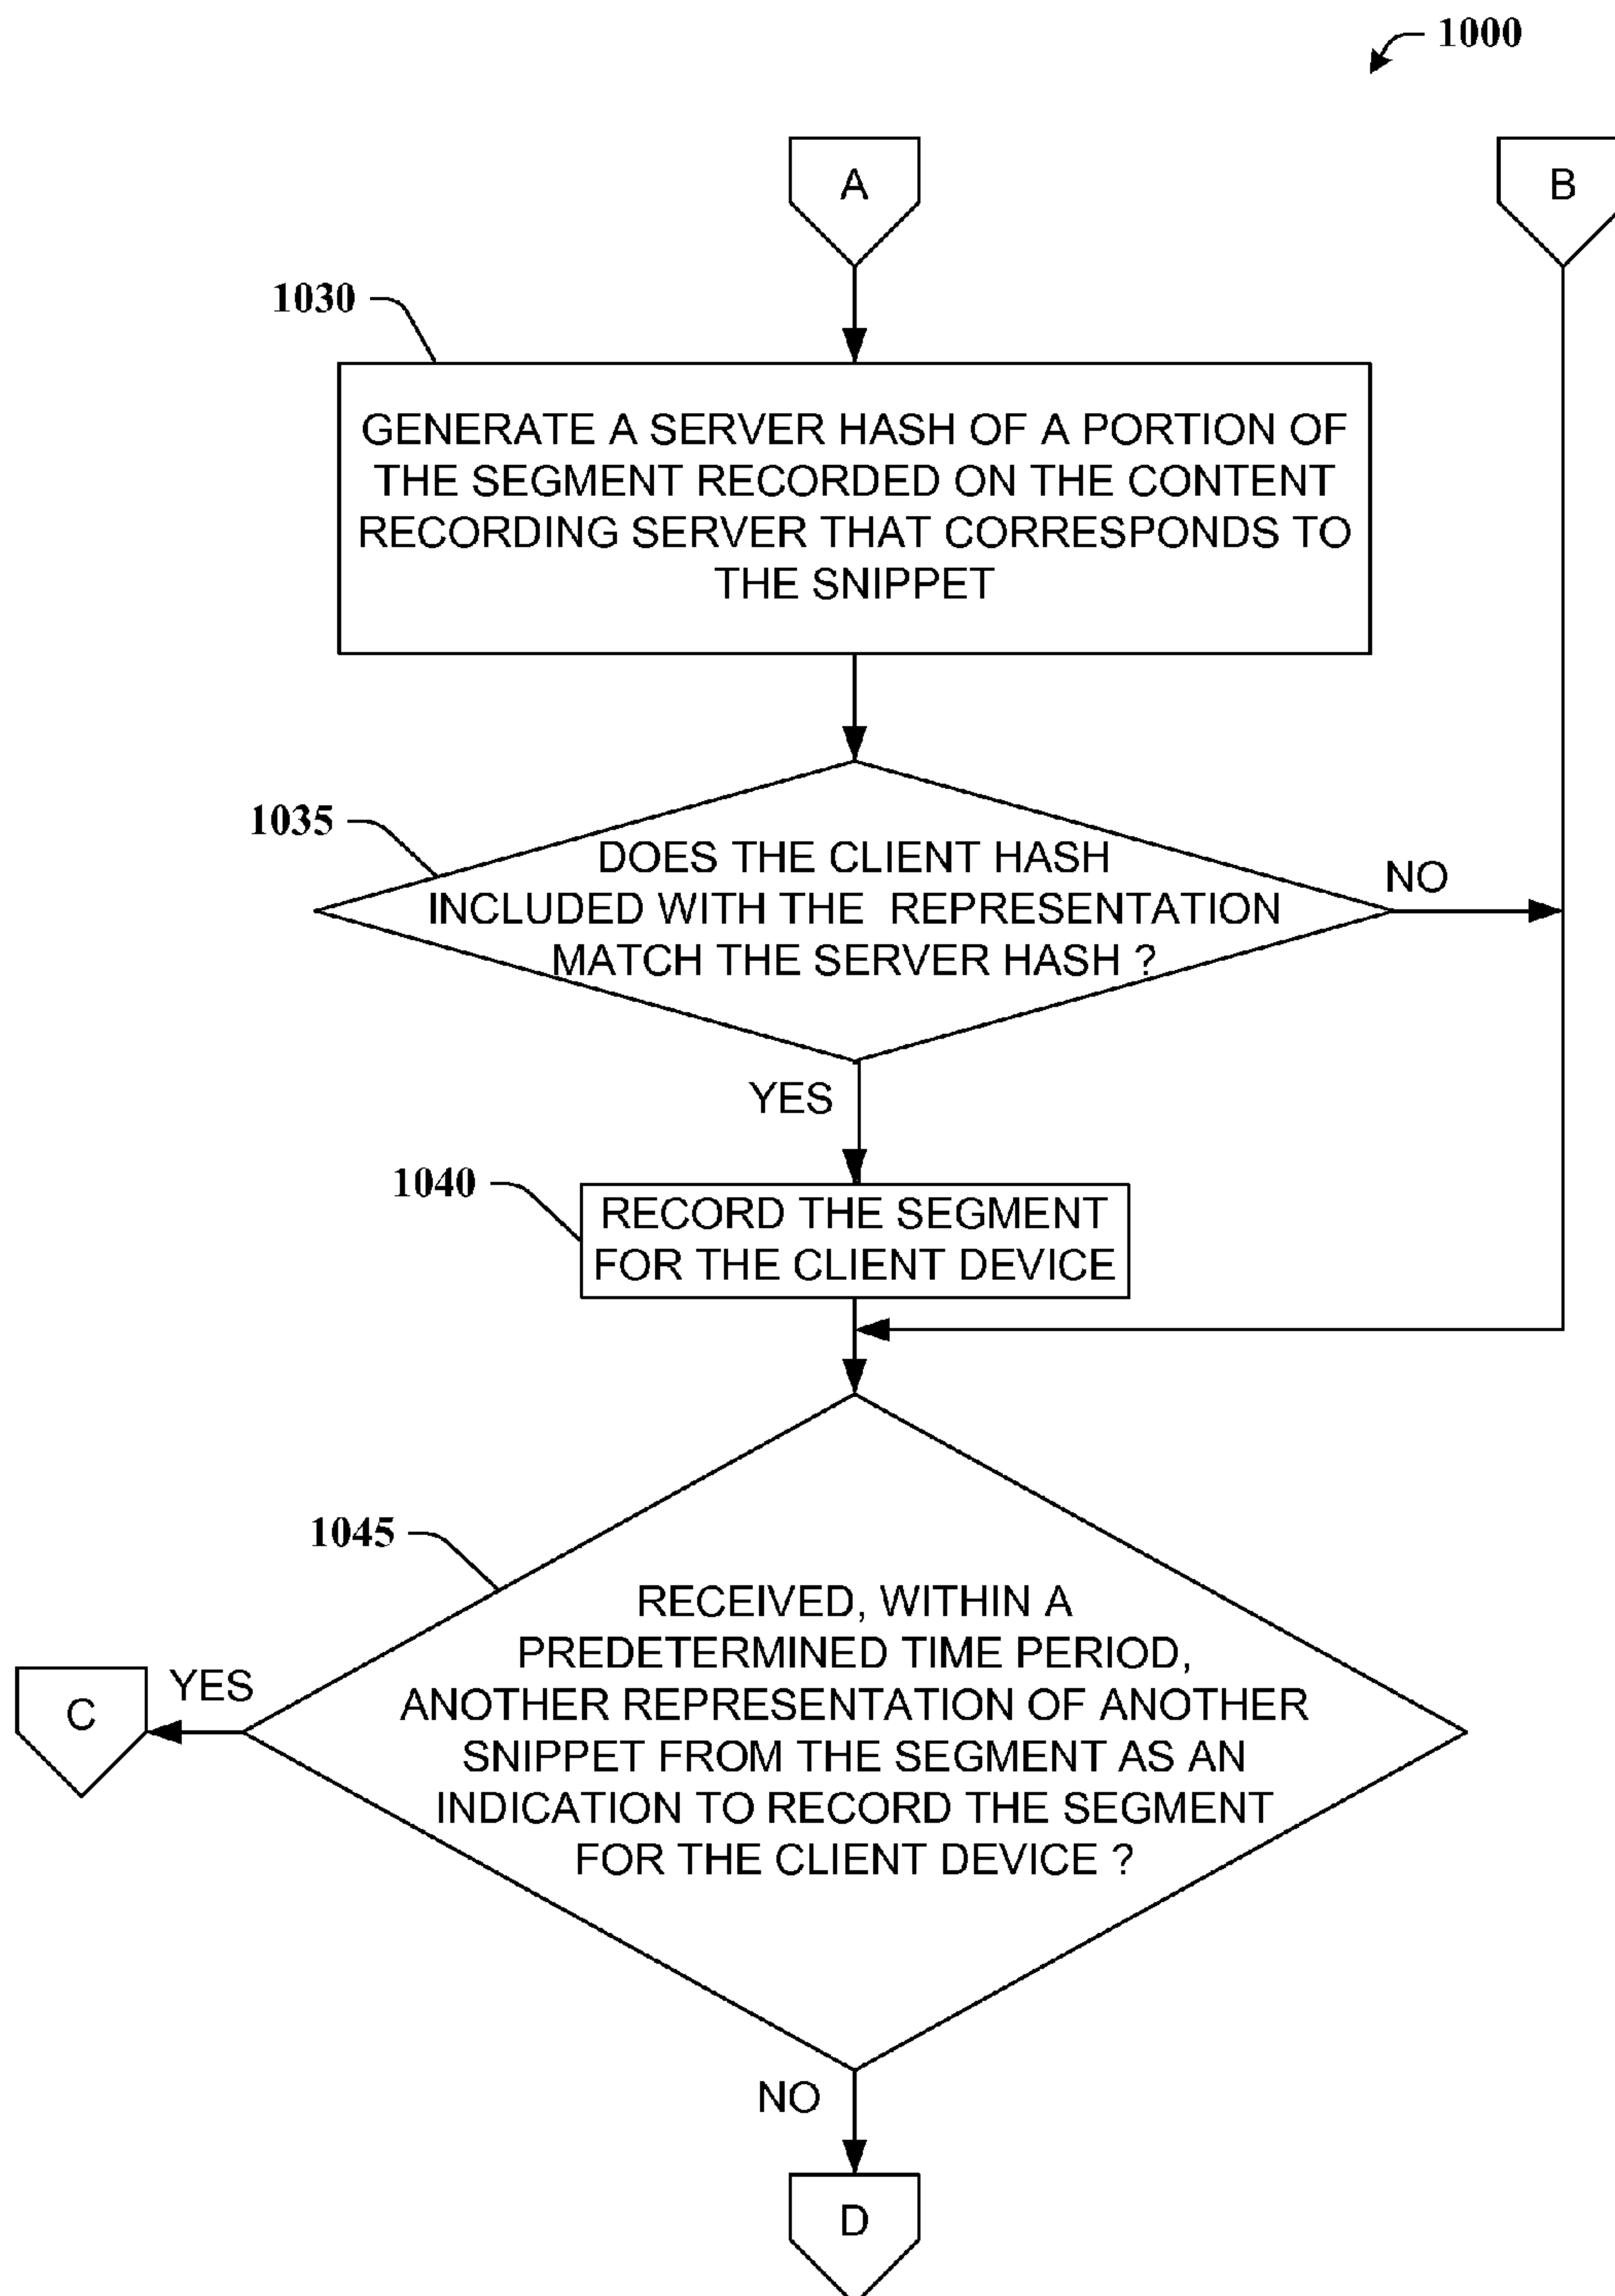 1000
A
B
1030
GENERATE A SERVER HASH OF A PORTION OF
THE SEGMENT RECORDED ON THE CONTENT
RECORDING SERVER THAT CORRESPONDS TO
THE SNIPPET
1035
DOES THE CLIENT HASH
INCLUDED WITH THE REPRESENTATION
MATCH THE SERVER HASH ?
NO
YES
1040
RECORD THE SEGMENT
FOR THE CLIENT DEVICE
1045
RECEIVED, WITHIN A
PREDETERMINED TIME PERIOD,
ANOTHER REPRESENTATION OF ANOTHER
SNIPPET FROM THE SEGMENT AS AN
INDICATION TO RECORD THE SEGMENT
FOR THE CLIENT DEVICE ?
YES
C
NO
D